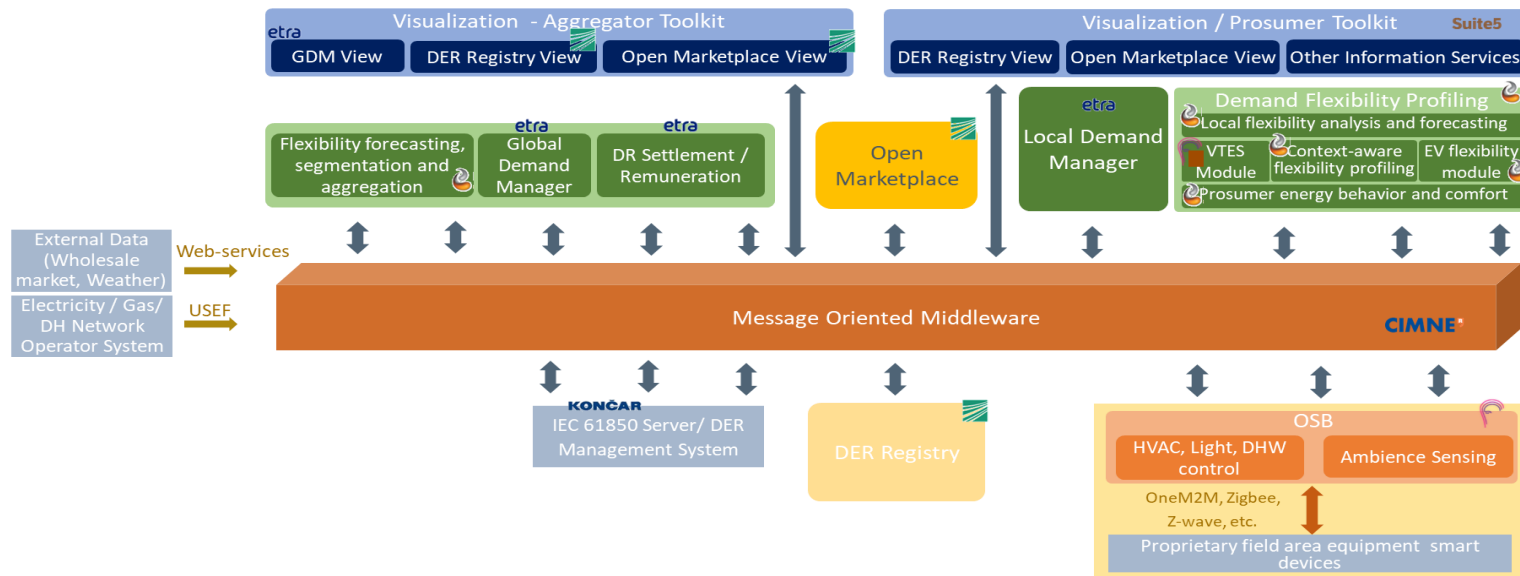 Visualization - Aggregator Toolkit
etra
GDM View
DER Registry View
Open Marketplace View
Visualization / Prosumer Toolkit
Suite5
DER Registry View
Open Marketplace View
Other Information Services
Flexibility forecasting,
segmentation and
aggregation
etra
Global
Demand
Manager
etra
DR Settlement /
Remuneration
Open
Marketplace
etra
Local Demand
Manager
Demand Flexibility Profiling
Local flexibility analysis and forecasting
VTES
Module
Context-aware
flexibility profiling
EV flexibility
module
Prosumer energy behavior and comfort
External Data
(Wholesale
market, Weather)
Web-services
Electricity / Gas/
DH Network
Operator System
USEF
Message Oriented Middleware
CIMNE
KONČAR
IEC 61850 Server/ DER
Management System
DER Registry
OSB
HVAC, Light, DHW
control
Ambience Sensing
OneM2M, Zigbee,
Z-wave, etc.
Proprietary field area equipment smart
devices